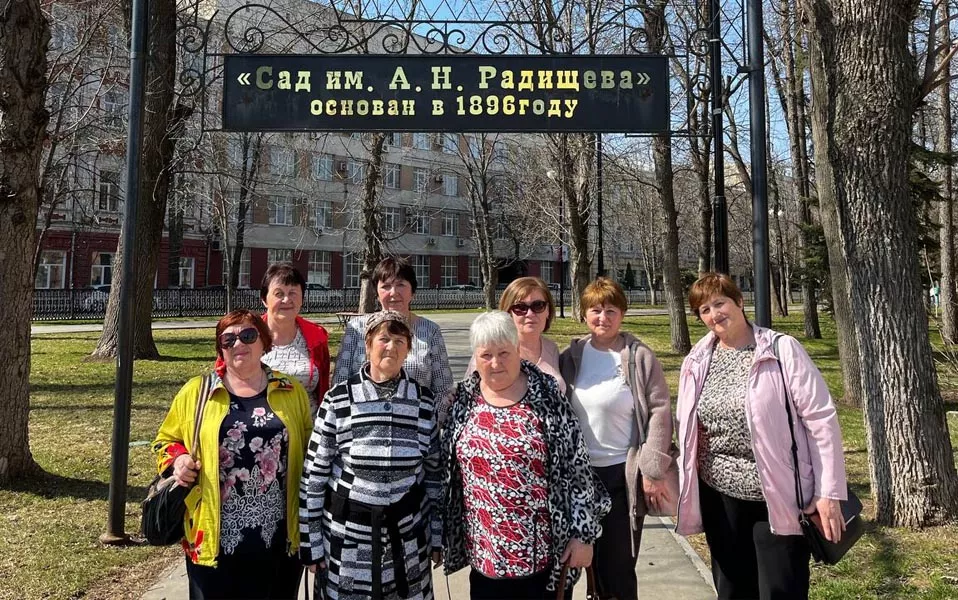 «Сад им. А. Н. Радищева»
основан в 1896году